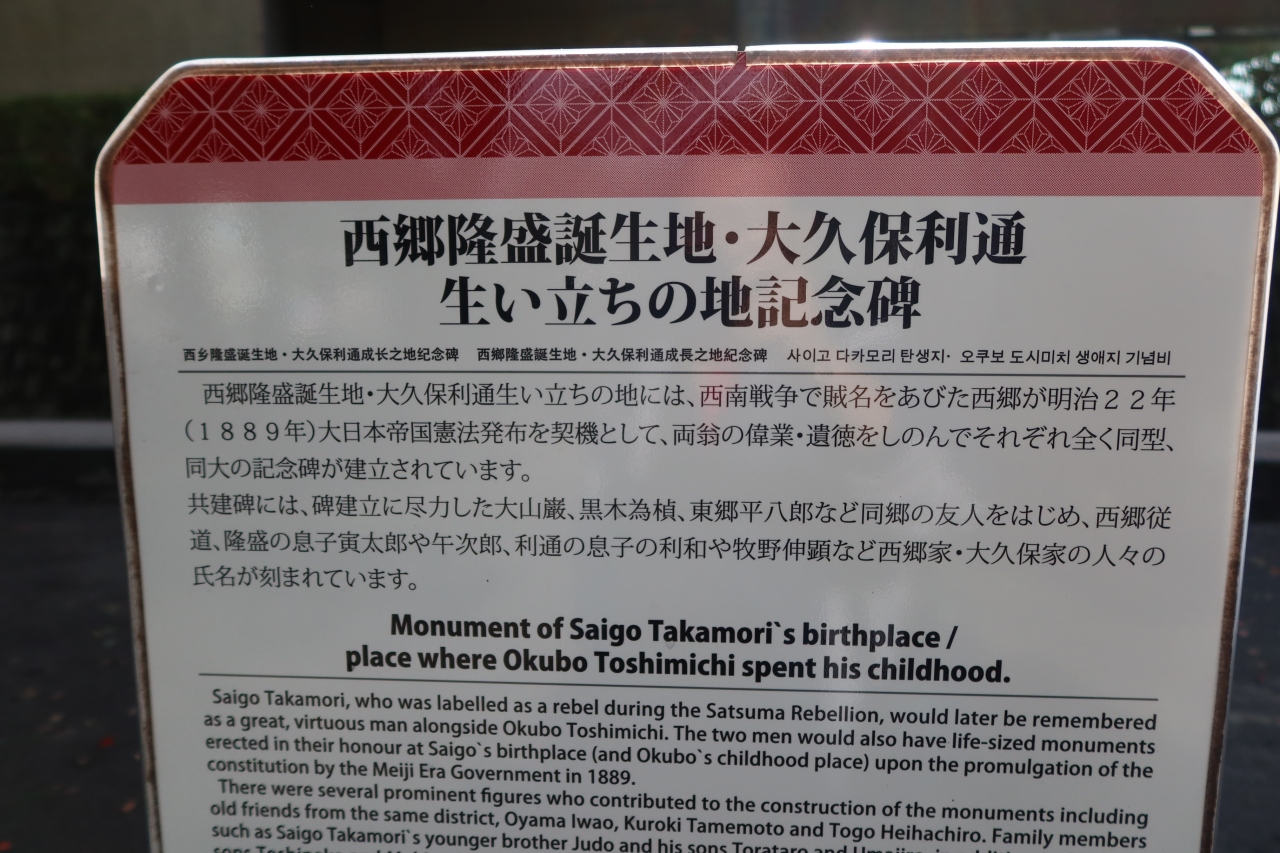 西郷隆盛誕生地・大久保利通
生い立ちの地記念碑
西乡隆盛诞生地・大久保利通成长之地纪念碑　西鄉隆盛誕生地・大久保利通成長之地紀念碑　사이고 다카모리 탄생지· 오쿠보 도시미치 생애지 기념비
西郷隆盛誕生地・大久保利通生い立ちの地には、西南戦争で賊名をあびた西郷が明治２２年
（１８８９年）大日本帝国憲法発布を契機として、両翁の偉業・遺徳をしのんでそれぞれ全く同型、
同大の記念碑が建立されています。
共建碑には、碑建立に尽力した大山巌、黒木為楨、東郷平八郎など同郷の友人をはじめ、西郷従
道、隆盛の息子寅太郎や午次郎、利通の息子の利和や牧野伸顕など西郷家・大久保家の人々の
氏名が刻まれています。
Monument of Saigo Takamori`s birthplace /
place where Okubo Toshimichi spent his childhood.
Saigo Takamori, who was labelled as a rebel during the Satsuma Rebellion, would later be remembered
as a great, virtuous man alongside Okubo Toshimichi. The two men would also have life-sized monuments
erected in their honour at Saigo`s birthplace (and Okubo`s childhood place) upon the promulgation of the
constitution by the Meiji Era Government in 1889.
There were several prominent figures who contributed to the construction of the monuments including
old friends from the same district, Oyama Iwao, Kuroki Tamemoto and Togo Heihachiro. Family members
such as Saigo Takamori`s younger brother Judo and his sons Torataro and